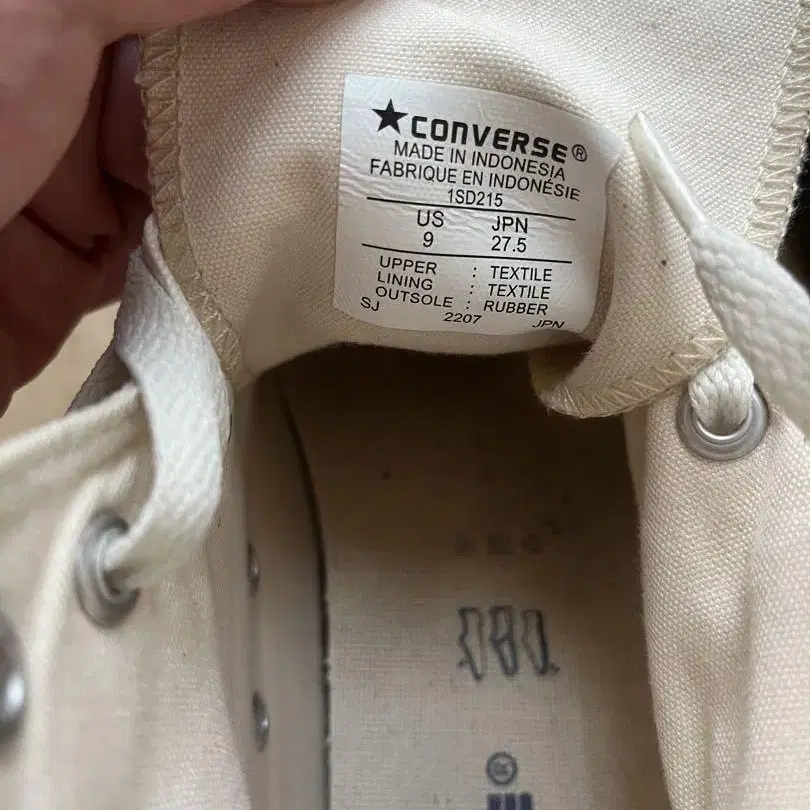 ★CONVERSE®
MADE IN INDONESIA
FABRIQUE EN INDONÉSIE
1SD215
US JPN
9 27.5
UPPER : TEXTILE
LINING : TEXTILE
OUTSOLE : RUBBER
SJ 2207 JPN